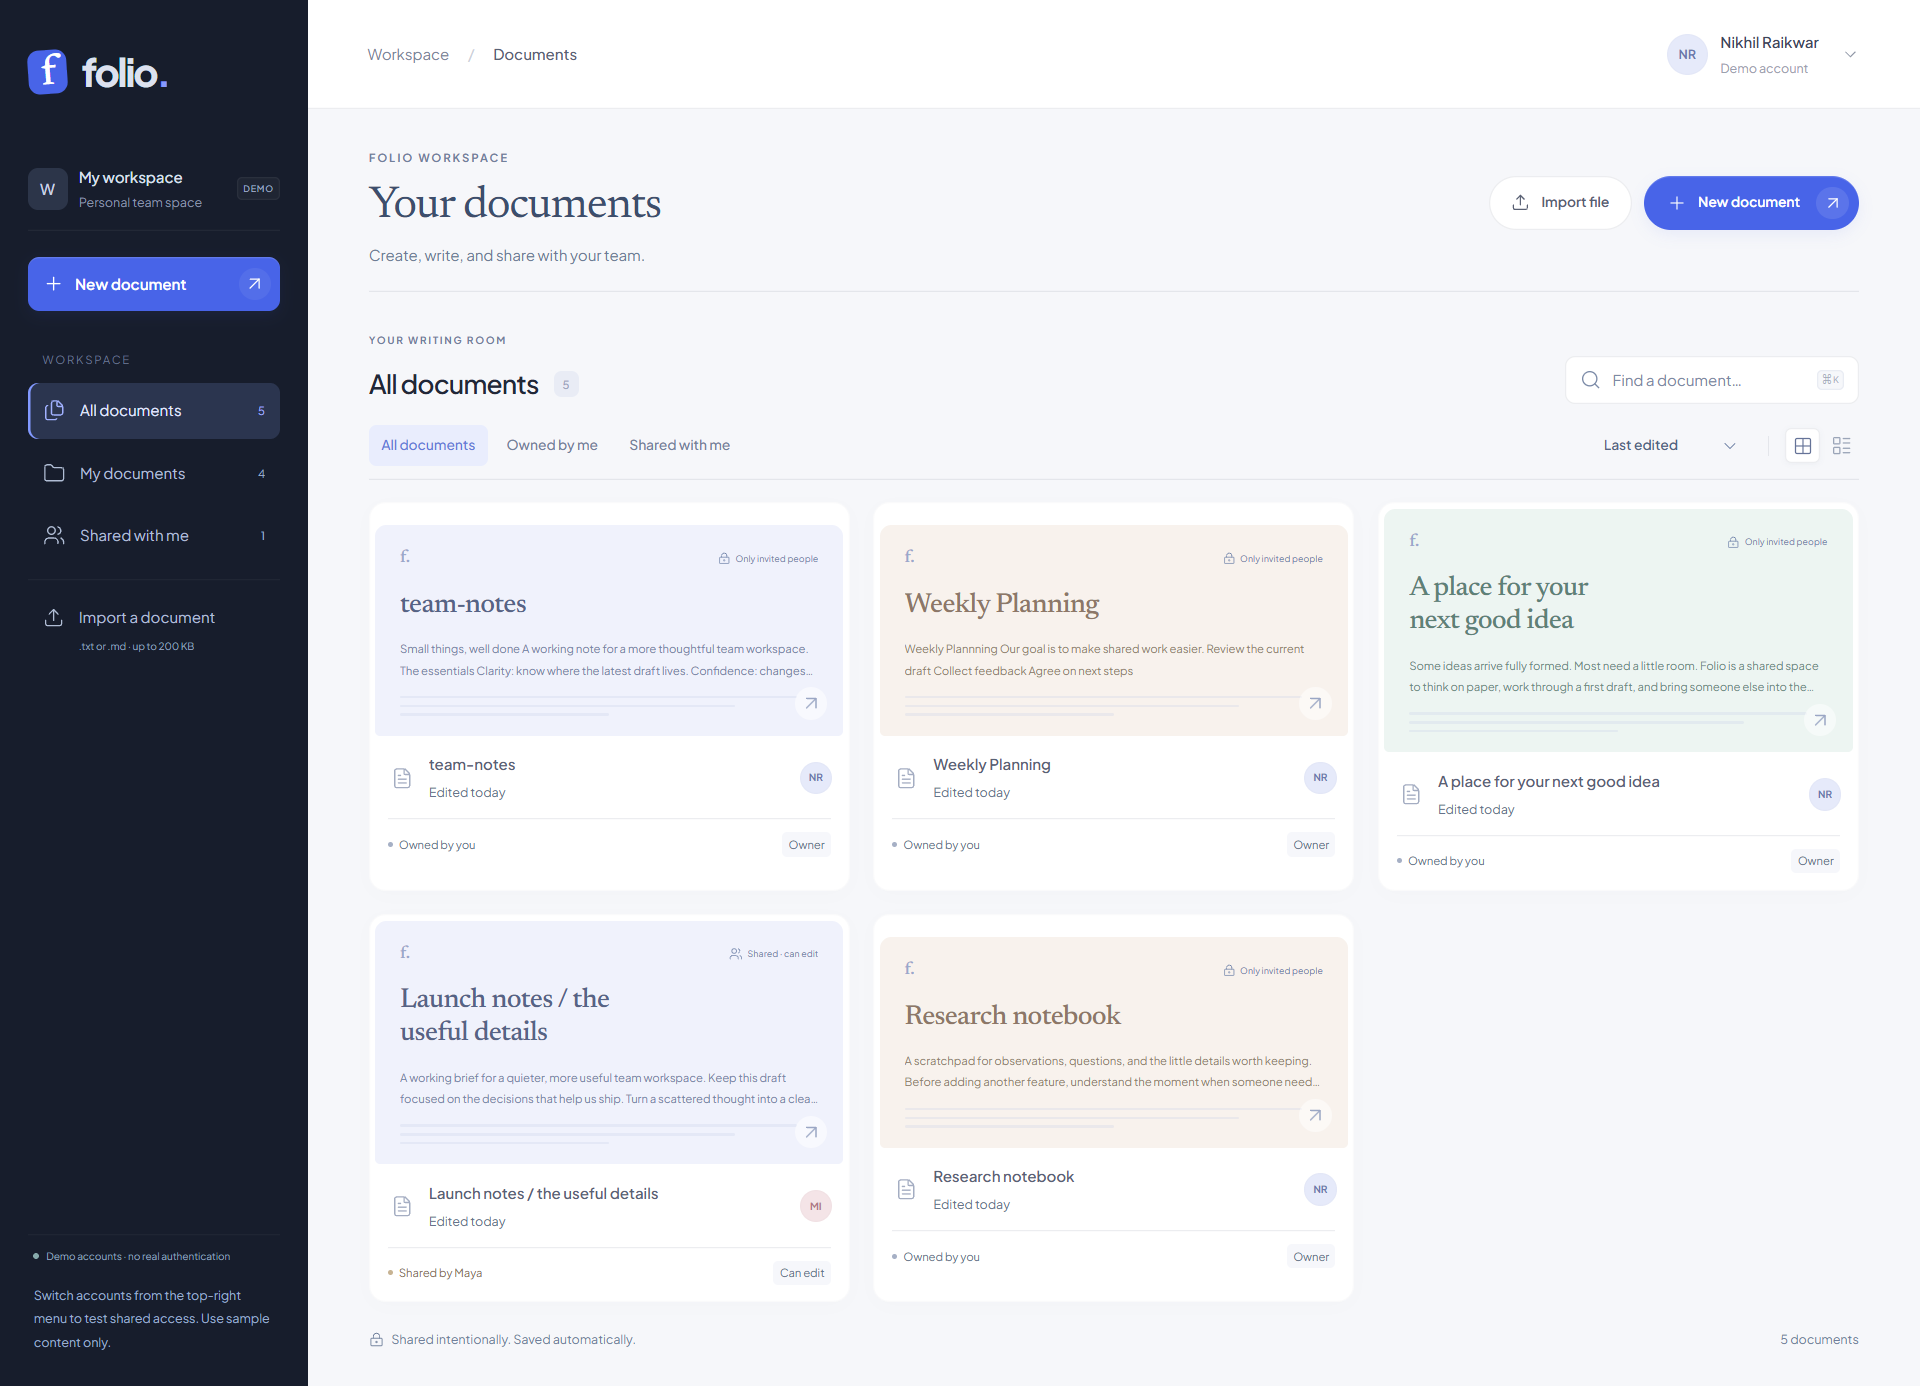 f folio.
W My workspace DEMO
Personal team space
New document
WORKSPACE
All documents 5
My documents 4
Shared with me 1
Import a document
.txt or .md · up to 200 KB
Demo accounts · no real authentication
Switch accounts from the top-right
menu to test shared access. Use sample
content only.
Workspace / Documents
NR Nikhil Raikwar
Demo account
FOLIO WORKSPACE
Your documents
Create, write, and share with your team.
Import file
New document
YOUR WRITING ROOM
All documents 5
Find a document... ⌘K
All documents Owned by me Shared with me
Last edited
f. Only invited people
team-notes
Small things, well done A working note for a more thoughtful team workspace.
The essentials Clarity: know where the latest draft lives. Confidence: changes...
team-notes
Edited today
NR
Owned by you Owner
f. Only invited people
Weekly Planning
Weekly Plannning Our goal is to make shared work easier. Review the current
draft Collect feedback Agree on next steps
Weekly Planning
Edited today
NR
Owned by you Owner
f. Only invited people
A place for your
next good idea
Some ideas arrive fully formed. Most need a little room. Folio is a shared space
to think on paper, work through a first draft, and bring someone else into the...
A place for your next good idea
Edited today
NR
Owned by you Owner
f. Shared · can edit
Launch notes / the
useful details
A working brief for a quieter, more useful team workspace. Keep this draft
focused on the decisions that help us ship. Turn a scattered thought into a clea...
Launch notes / the useful details
Edited today
MI
Shared by Maya Can edit
f. Only invited people
Research notebook
A scratchpad for observations, questions, and the little details worth keeping.
Before adding another feature, understand the moment when someone need...
Research notebook
Edited today
NR
Owned by you Owner
Shared intentionally. Saved automatically.
5 documents